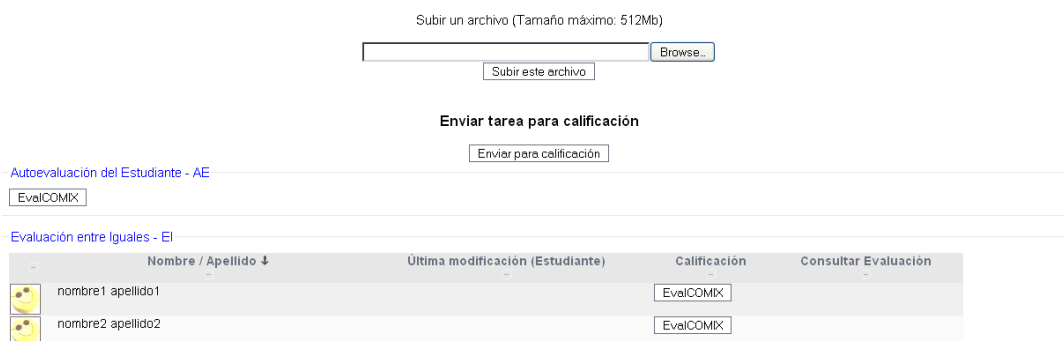 Subir un archivo (Tamaño máximo: 512Mb)
Browse...
Subir este archivo
Enviar tarea para calificación
Enviar para calificación
Autoevaluación del Estudiante - AE
EvalCOMIX
Evaluación entre Iguales - EI
Nombre / Apellido ↓ Última modificación (Estudiante) Calificación Consultar Evaluación
nombre1 apellido1 EvalCOMIX
nombre2 apellido2 EvalCOMIX